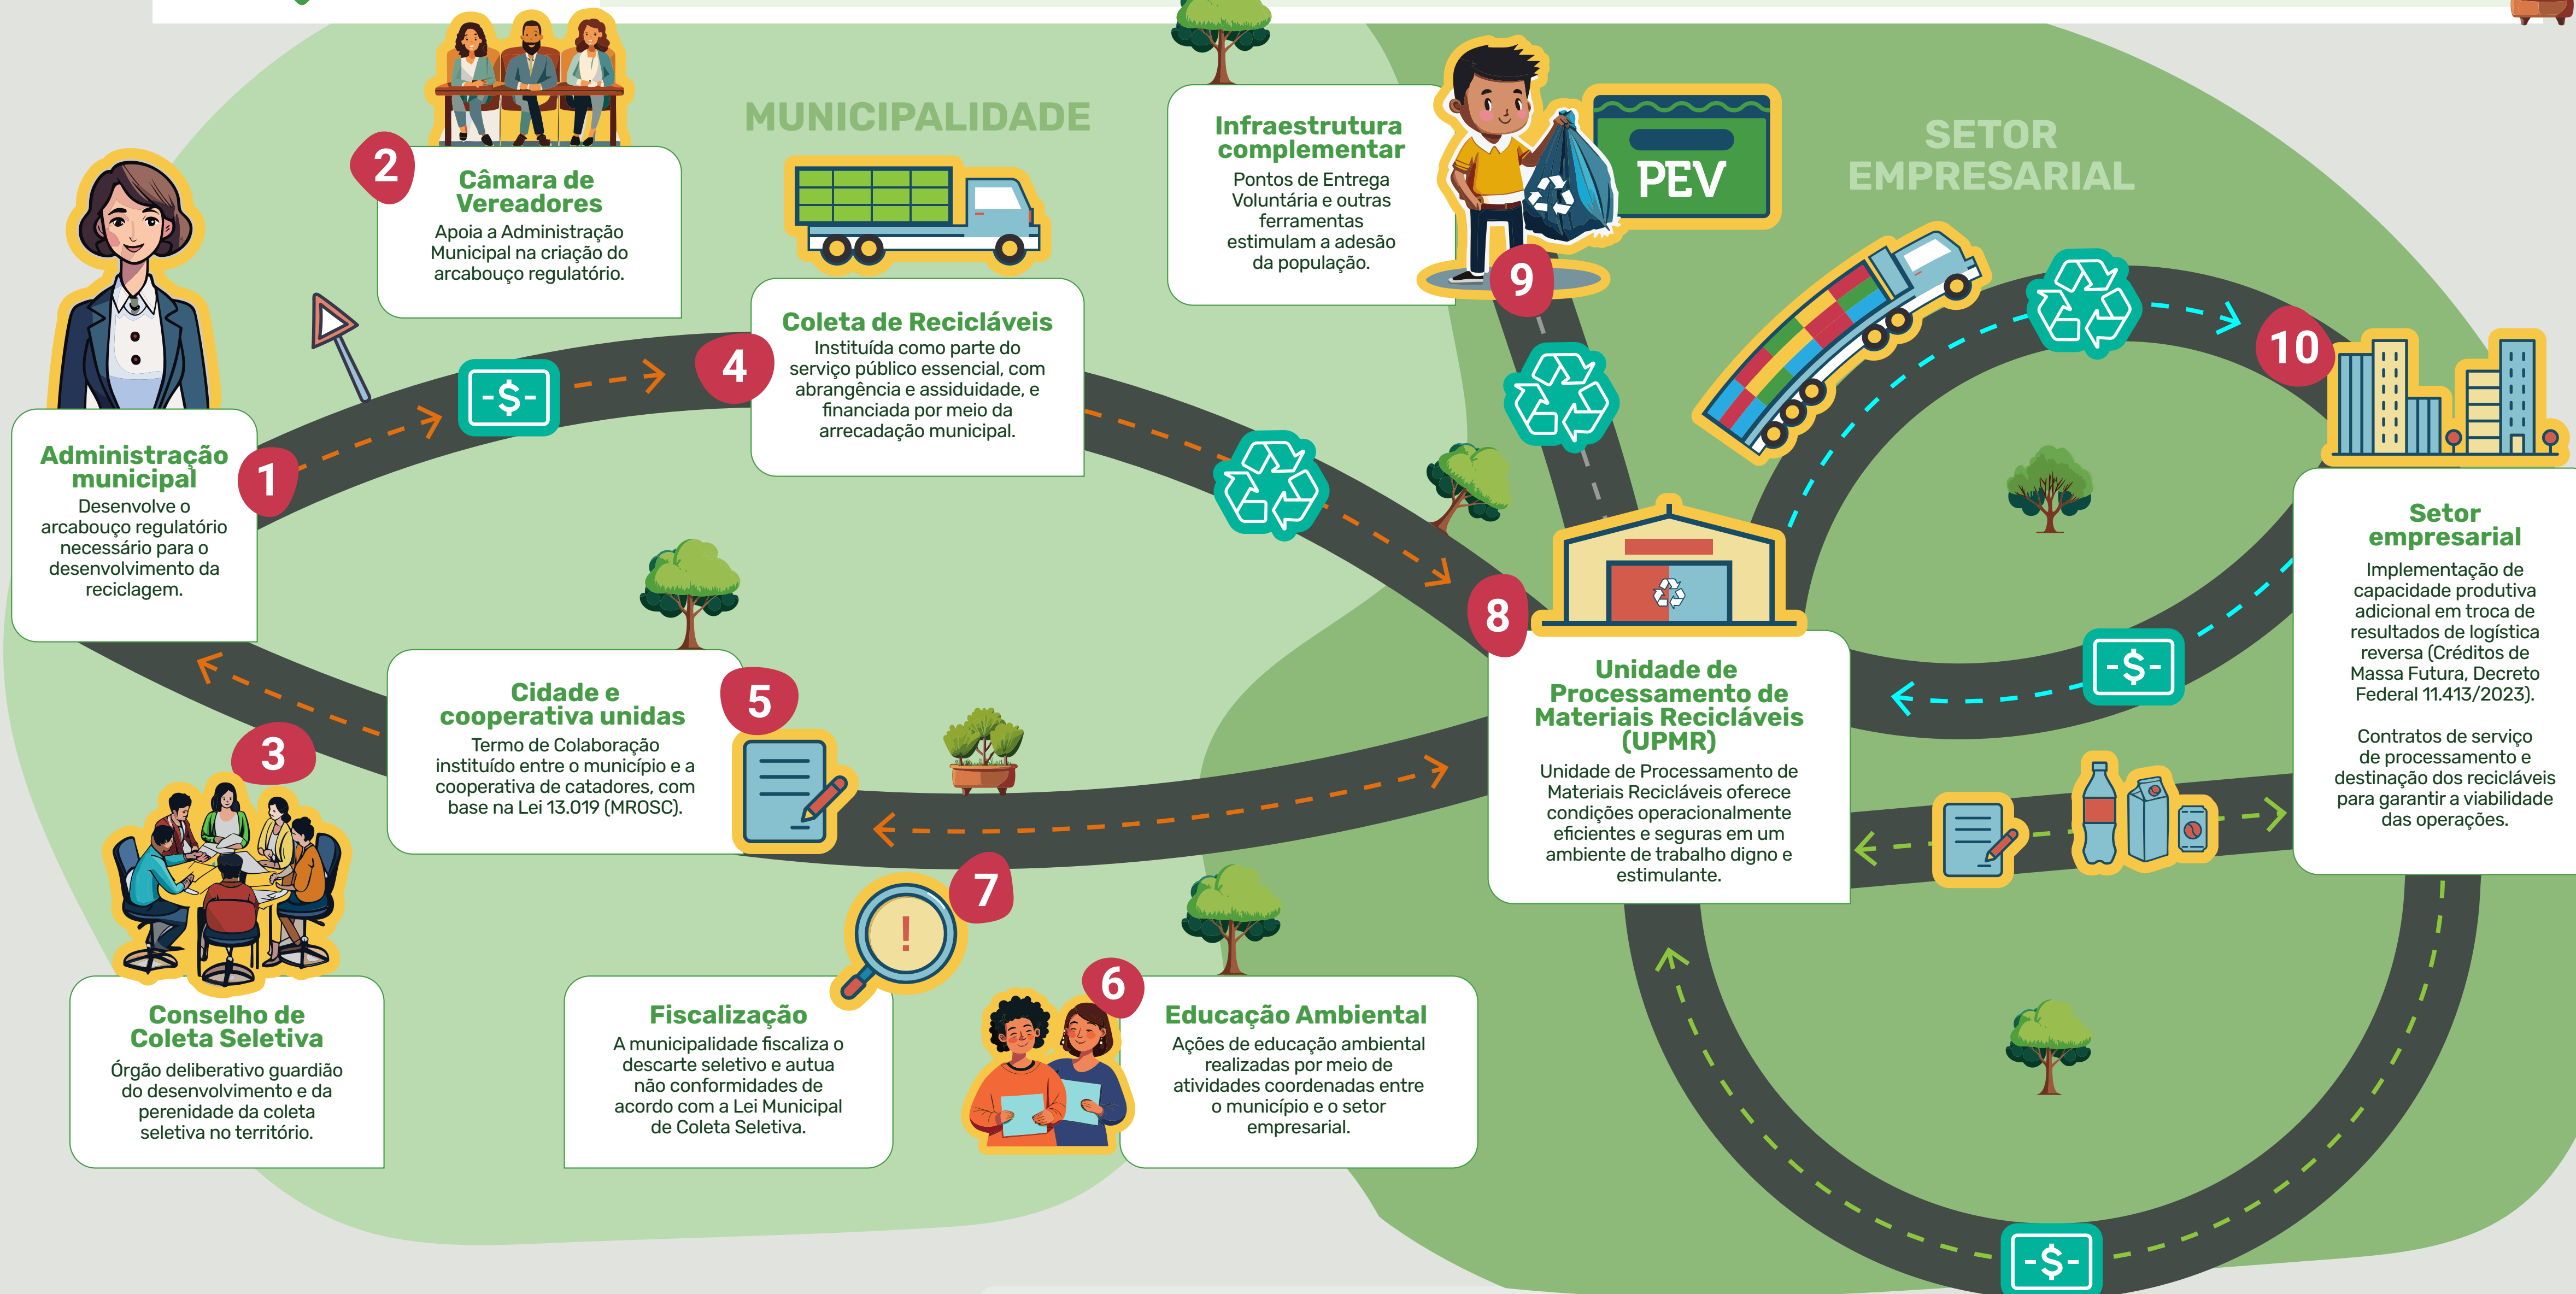 MUNICIPALIDADE
SETOR
EMPRESARIAL
1
Administração
municipal
Desenvolve o
arcabouço regulatório
necessário para o
desenvolvimento da
reciclagem.
2
Câmara de
Vereadores
Apoia a Administração
Municipal na criação do
arcabouço regulatório.
-$-
4
Coleta de Recicláveis
Instituída como parte do
serviço público essencial, com
abrangência e assiduidade, e
financiada por meio da
arrecadação municipal.
Infraestrutura
complementar
Pontos de Entrega
Voluntária e outras
ferramentas
estimulam a adesão
da população.
PEV
9
10
Setor
empresarial
Implementação de
capacidade produtiva
adicional em troca de
resultados de logística
reversa (Créditos de
Massa Futura, Decreto
Federal 11.413/2023).
Contratos de serviço
de processamento e
destinação dos recicláveis
para garantir a viabilidade
das operações.
8
Unidade de
Processamento de
Materiais Recicláveis
(UPMR)
Unidade de Processamento de
Materiais Recicláveis oferece
condições operacionalmente
eficientes e seguras em um
ambiente de trabalho digno e
estimulante.
-$-
5
Cidade e
cooperativa unidas
Termo de Colaboração
instituído entre o município e a
cooperativa de catadores, com
base na Lei 13.019 (MROSC).
3
Conselho de
Coleta Seletiva
Órgão deliberativo guardião
do desenvolvimento e da
perenidade da coleta
seletiva no território.
7
!
Fiscalização
A municipalidade fiscaliza o
descarte seletivo e autua
não conformidades de
acordo com a Lei Municipal
de Coleta Seletiva.
6
Educação Ambiental
Ações de educação ambiental
realizadas por meio de
atividades coordenadas entre
o município e o setor
empresarial.
-$-